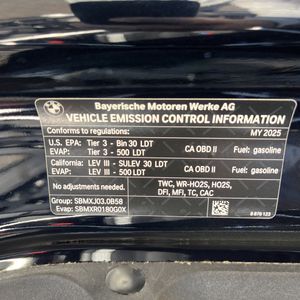 Bayerische Motoren Werke AG
VEHICLE EMISSION CONTROL INFORMATION
Conforms to regulations: MY 2025
U.S. EPA: Tier 3 - Bin 30 LDT CA OBD II Fuel: gasoline
EVAP: Tier 3 - 500 LDT
California: LEV III - SULEV 30 LDT CA OBD II Fuel: gasoline
EVAP: LEV III - 500 LDT
No adjustments needed. TWC, WR-HO2S, HO2S,
DFI, MFI, TC, CAC
Group: SBMXJ03.0B58
Evap: SBMXR0180G0X 8 870 123